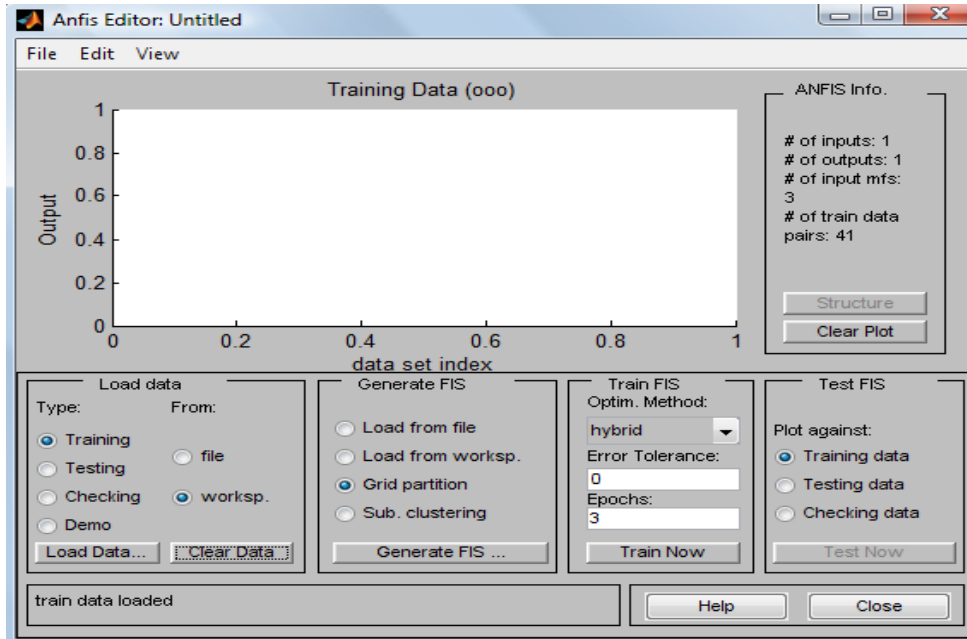 Anfis Editor: Untitled
File Edit View
Training Data (ooo)
1
0.8
0.6
0.4
0.2
0
Output
0 0.2 0.4 0.6 0.8 1
data set index
ANFIS Info.
# of inputs: 1
# of outputs: 1
# of input mfs:
3
# of train data
pairs: 41
Structure
Clear Plot
Load data
Type: From:
Training
Testing
Checking
Demo
file
worksp.
Load Data... Clear Data
Generate FIS
Load from file
Load from worksp.
Grid partition
Sub. clustering
Generate FIS ...
Train FIS
Optim. Method:
hybrid
Error Tolerance:
0
Epochs:
3
Train Now
Test FIS
Plot against:
Training data
Testing data
Checking data
Test Now
train data loaded
Help Close